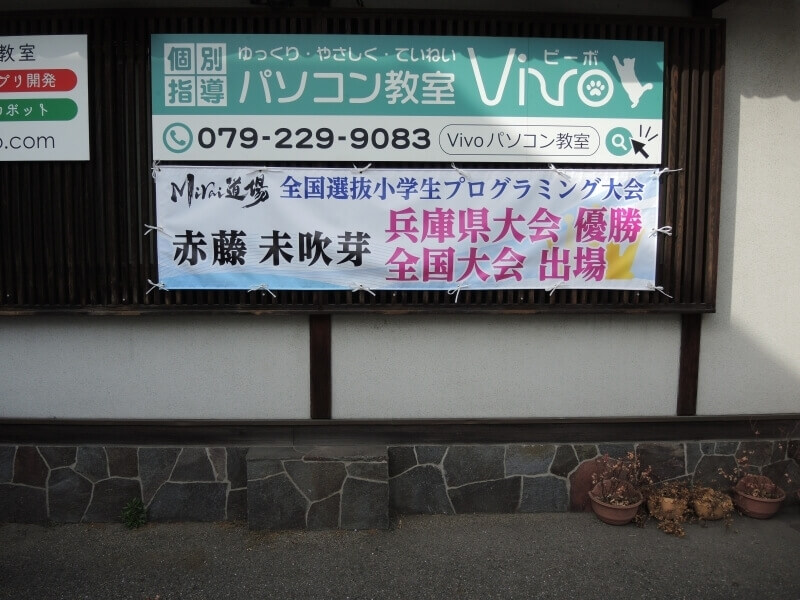 教室
プリ開発
ロボット
o.com
個別
指導
ゆっくり・やさしく・ていねい
パソコン教室
ビーボ
Vivo
079-229-9083
Vivoパソコン教室
Mirai道場
全国選抜小学生プログラミング大会
赤藤 未吹芽
兵庫県大会 優勝
全国大会 出場